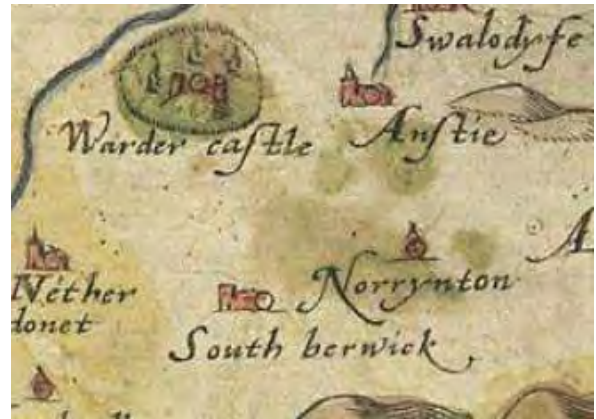 Swalodyfe
Warder castle
Anstie
Nether
donet
Norrynton
South berwick